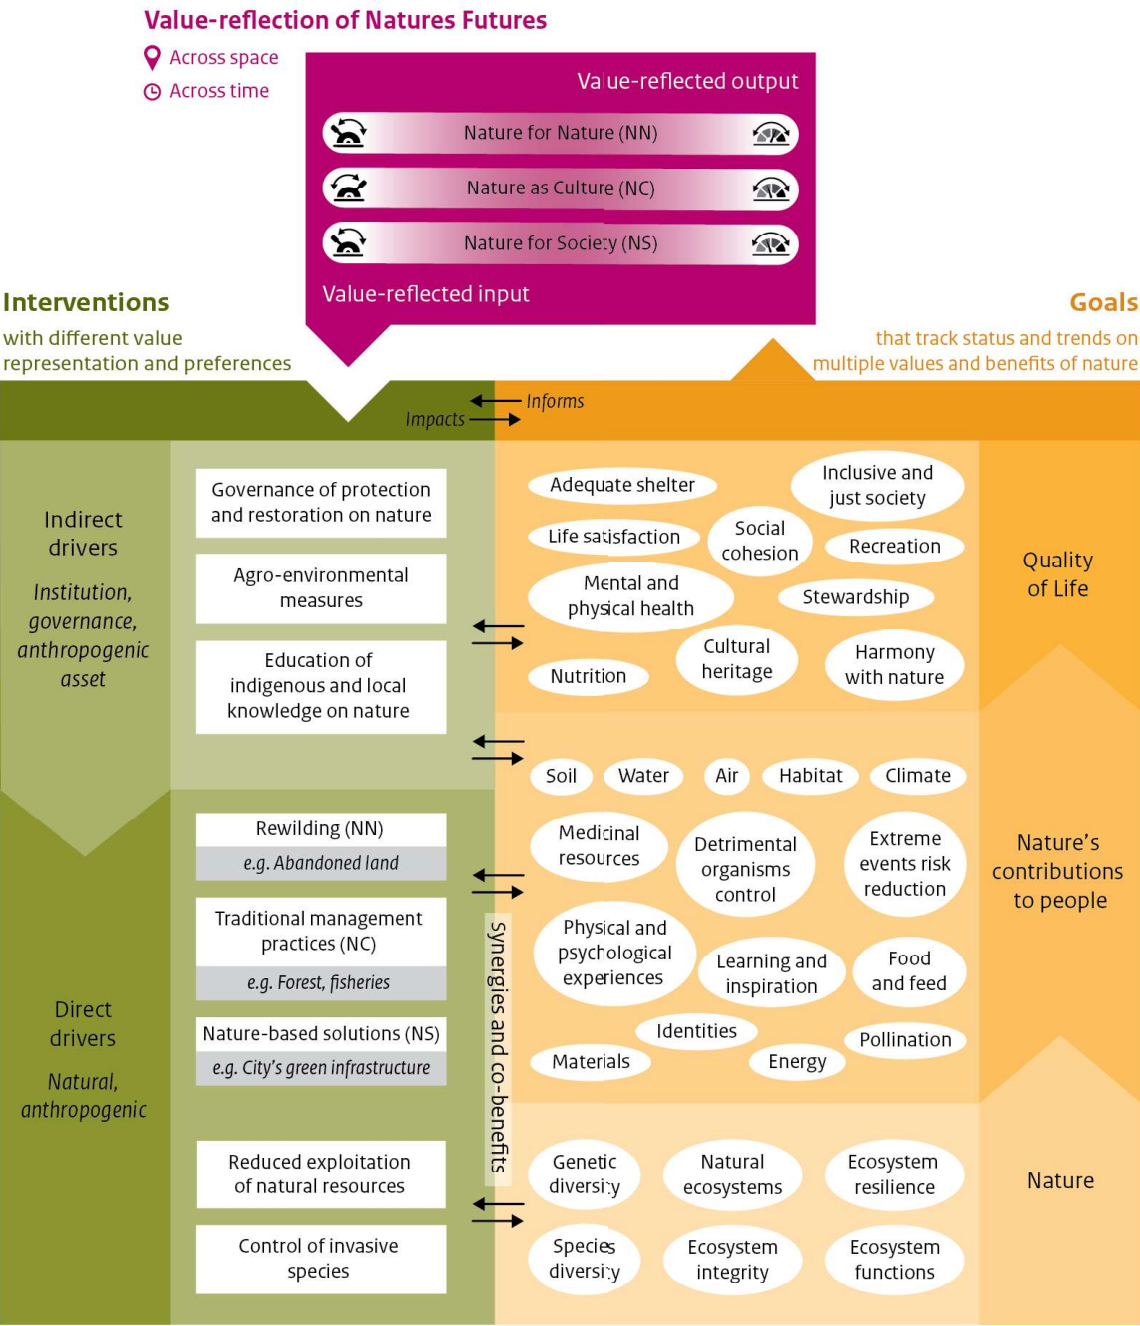 Value-reflection of Natures Futures
Across space
Across time
Value-reflected output
Nature for Nature (NN)
Nature as Culture (NC)
Nature for Society (NS)
Value-reflected input
Interventions
with different value
representation and preferences
Goals
that track status and trends on
multiple values and benefits of nature
Informs
Impacts
Indirect
drivers
Institution,
governance,
anthropogenic
asset
Governance of protection
and restoration on nature
Agro-environmental
measures
Education of
indigenous and local
knowledge on nature
Adequate shelter
Inclusive and
just society
Life satisfaction
Social
cohesion
Recreation
Mental and
physical health
Stewardship
Cultural
heritage
Harmony
with nature
Nutrition
Quality
of Life
Direct
drivers
Natural,
anthropogenic
Rewilding (NN)
e.g. Abandoned land
Traditional management
practices (NC)
e.g. Forest, fisheries
Nature-based solutions (NS)
e.g. City's green infrastructure
Reduced exploitation
of natural resources
Control of invasive
species
Synergies and co-benefits
Soil
Water
Air
Habitat
Climate
Medicinal
resources
Detrimental
organisms
control
Extreme
events risk
reduction
Physical and
psychological
experiences
Learning and
inspiration
Food
and feed
Identities
Pollination
Materials
Energy
Nature's
contributions
to people
Genetic
diversity
Natural
ecosystems
Ecosystem
resilience
Species
diversity
Ecosystem
integrity
Ecosystem
functions
Nature